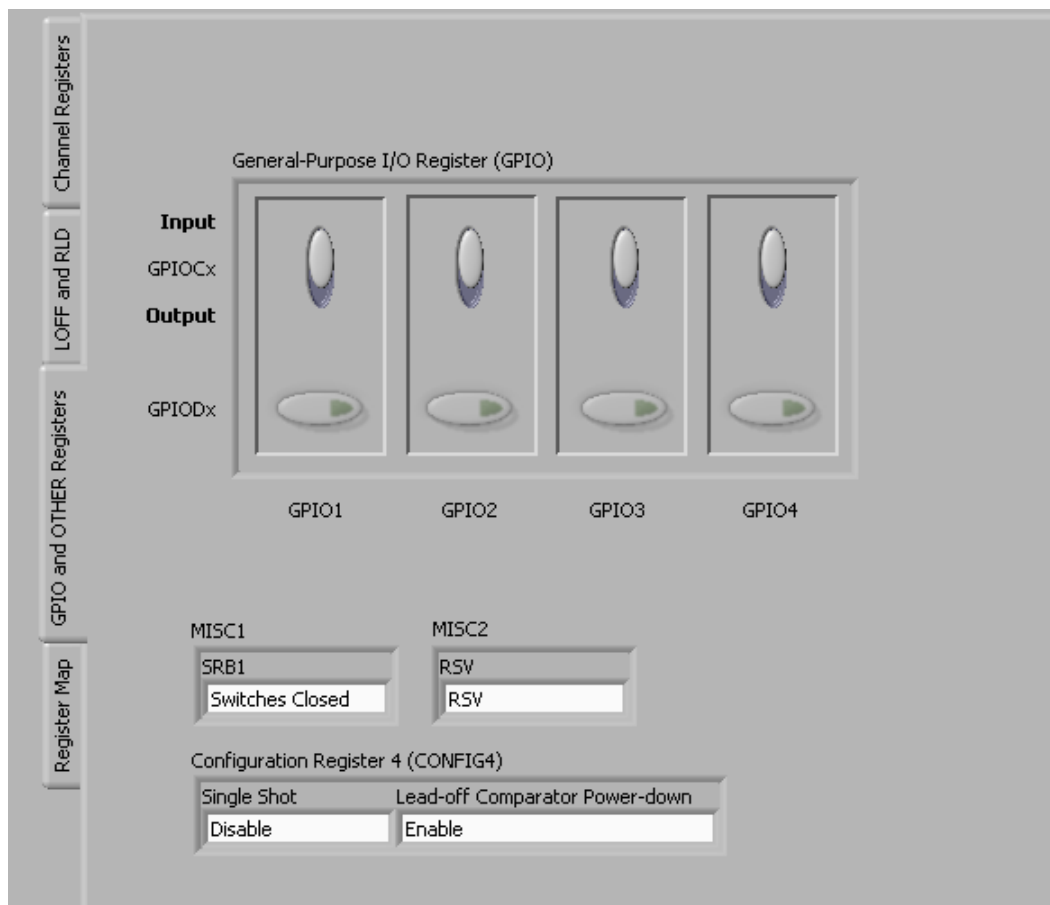 Channel Registers
LOFF and RLD
GPIO and OTHER Registers
Register Map
General-Purpose I/O Register (GPIO)
Input
GPIOCx
Output
GPIODx
GPIO1 GPIO2 GPIO3 GPIO4
MISC1 MISC2
SRB1 RSV
Switches Closed RSV
Configuration Register 4 (CONFIG4)
Single Shot Lead-off Comparator Power-down
Disable Enable